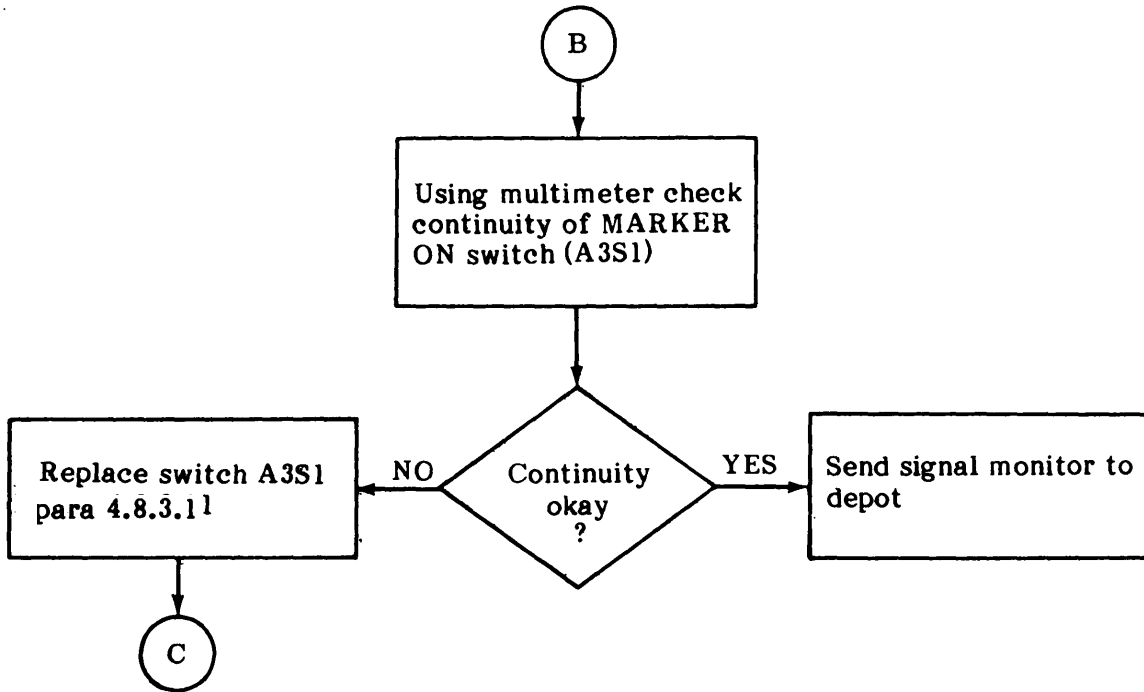 B
Using multimeter check
continuity of MARKER
ON switch (A3S1)
Continuity
okay
?
NO
YES
Replace switch A3S1
para 4.8.3.11
Send signal monitor to
depot
C